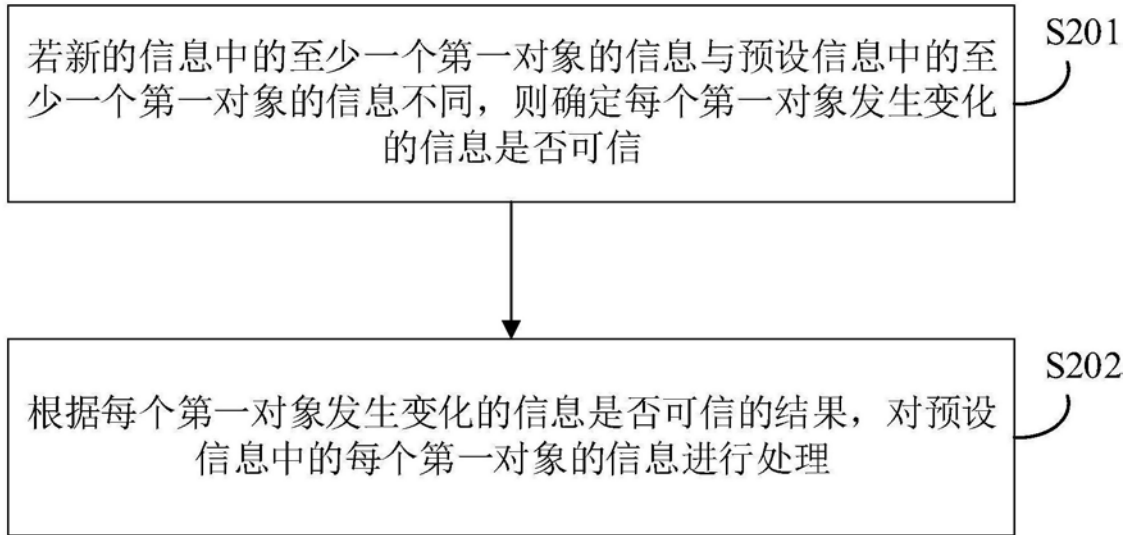 若新的信息中的至少一个第一对象的信息与预设信息中的至
少一个第一对象的信息不同，则确定每个第一对象发生变化
的信息是否可信
S201
根据每个第一对象发生变化的信息是否可信的结果，对预设
信息中的每个第一对象的信息进行处理
S202